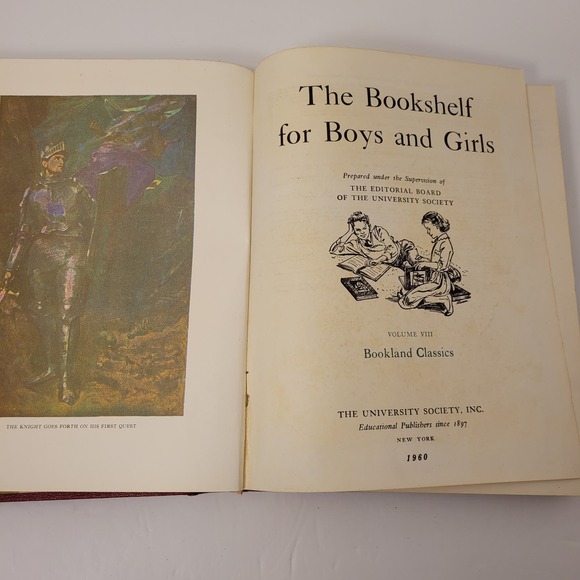 THE KNIGHT GOES FORTH ON HIS FIRST QUEST
The Bookshelf
for Boys and Girls
Prepared under the Supervision of
THE EDITORIAL BOARD
OF THE UNIVERSITY SOCIETY
VOLUME VIII
Bookland Classics
THE UNIVERSITY SOCIETY, INC.
Educational Publishers since 1897
NEW YORK
1960